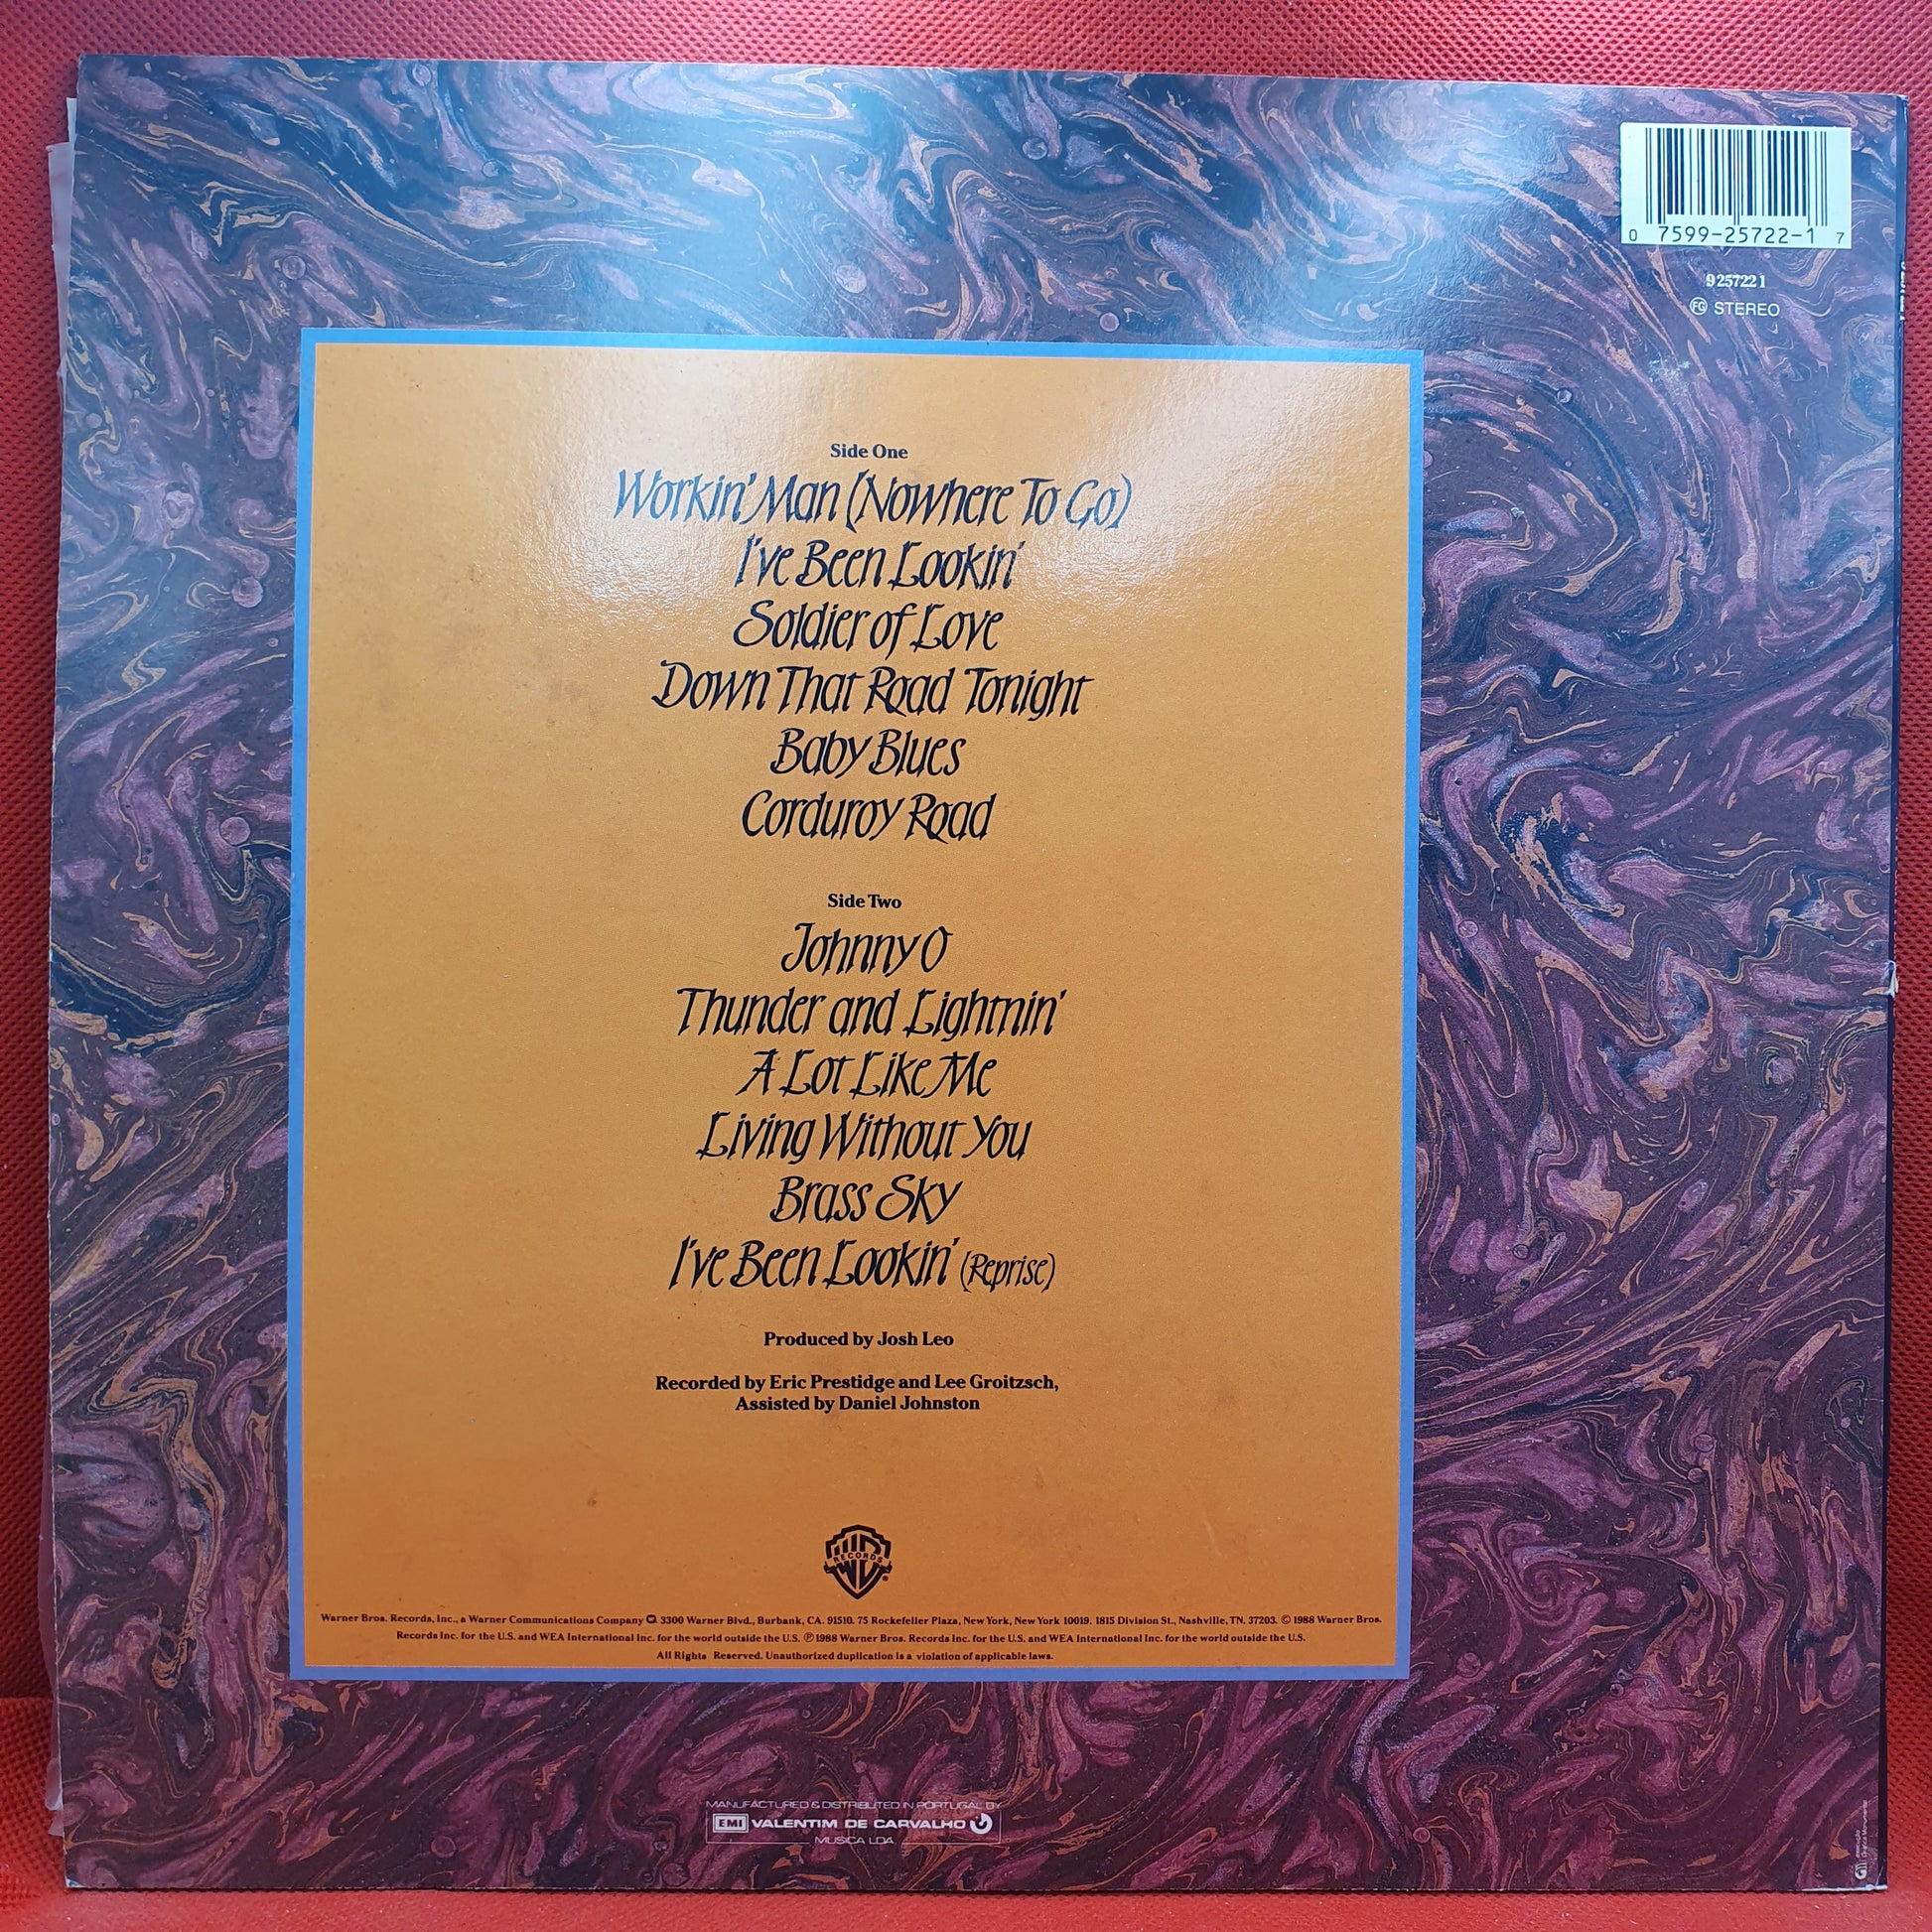 0 7599-25722-1 7
925722 1
FG STEREO
Side One
Workin' Man (Nowhere To Go)
I've Been Lookin'
Soldier of Love
Down That Road Tonight
Baby Blues
Corduroy Road
Side Two
Johnny O
Thunder and Lightnin'
A Lot Like Me
Living Without You
Brass Sky
I've Been Lookin' (Reprise)
Produced by Josh Leo
Recorded by Eric Prestidge and Lee Groitzsch,
Assisted by Daniel Johnston
WB
RECORDS
Warner Bros. Records, Inc., a Warner Communications Company 3300 Warner Blvd., Burbank, CA. 91510. 75 Rockefeller Plaza, New York, New York 10019. 1815 Division St., Nashville, TN. 37203. © 1988 Warner Bros.
Records Inc. for the U.S. and WEA International Inc. for the world outside the U.S. ℗ 1988 Warner Bros. Records Inc. for the U.S. and WEA International Inc. for the world outside the U.S.
All Rights Reserved. Unauthorized duplication is a violation of applicable laws.
MANUFACTURED & DISTRIBUTED IN PORTUGAL BY
EMI VALENTIM DE CARVALHO
MUSICA LDA